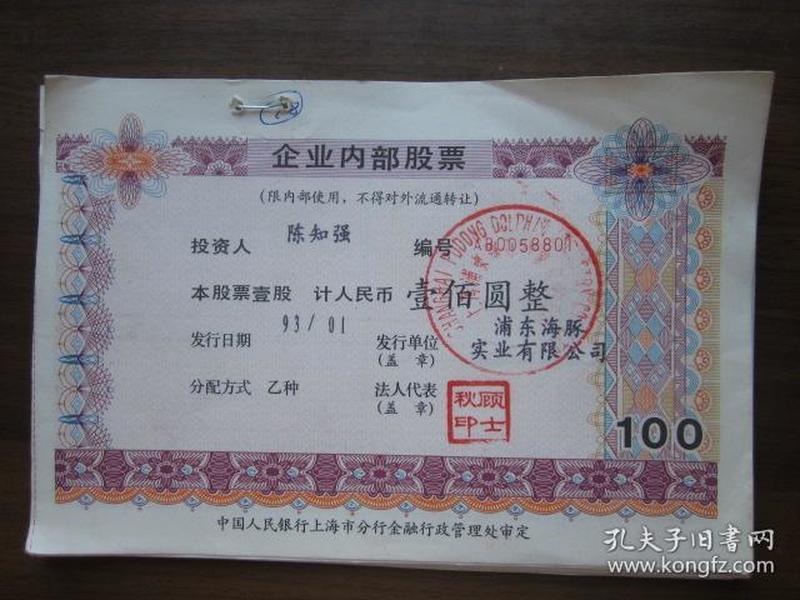 企业内部股票
(限内部使用，不得对外流通转让)
投资人 陈知强 编号 AB0058801
本股票壹股 计人民币 壹佰圆整
发行日期 93/01 发行单位 浦东海豚
(盖 章) 实业有限公司
分配方式 乙种 法人代表
(盖 章)
顾士秋印
SHANGHAI PUDONG DOLPHIN
100
中国人民银行上海市分行金融行政管理处审定
孔夫子旧书网
www.kongfz.com